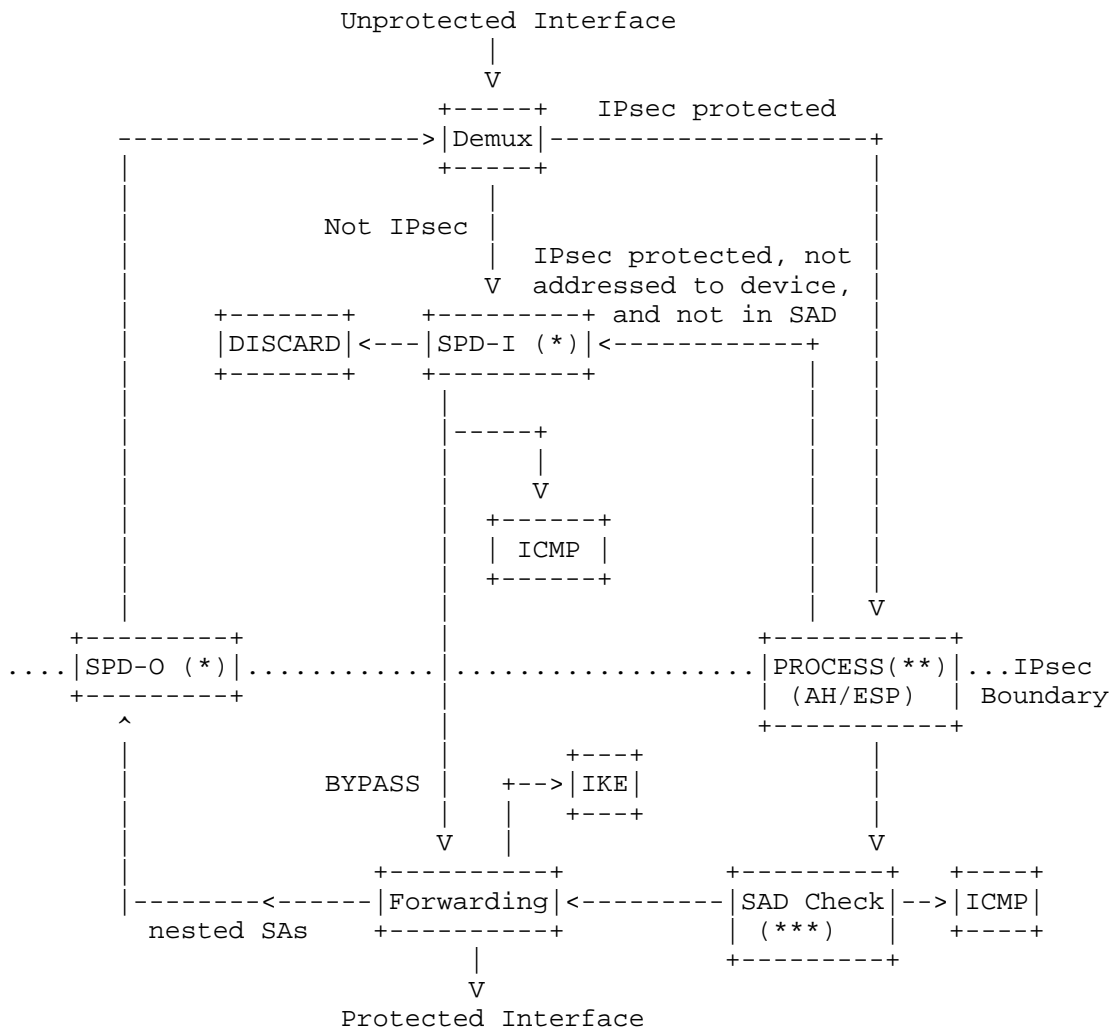 Unprotected Interface
|
V
+-----+ IPsec protected
------------------->|Demux|--------------------+
| +-----+ |
| | |
| Not IPsec | |
| | IPsec protected, not |
| V addressed to device, |
| +-------+ +---------+ and not in SAD |
| |DISCARD|<---|SPD-I (*)|<------------+ |
| +-------+ +---------+ | |
| | | |
| |-----+ | |
| | | | |
| | V | |
| | +------+ | |
| | | ICMP | | |
| | +------+ | |
| | | V
+---------+ | +-----------+
....|SPD-O (*)|............|...................|PROCESS(**)|...IPsec
+---------+ | | (AH/ESP) | Boundary
^ | +-----------+
| | +---+ |
| BYPASS | +-->|IKE| |
| | | +---+ |
| V | V
| +----------+ +---------+ +----+
|--------<------|Forwarding|<---------|SAD Check|-->|ICMP|
nested SAs +----------+ | (***) | +----+
| +---------+
V
Protected Interface